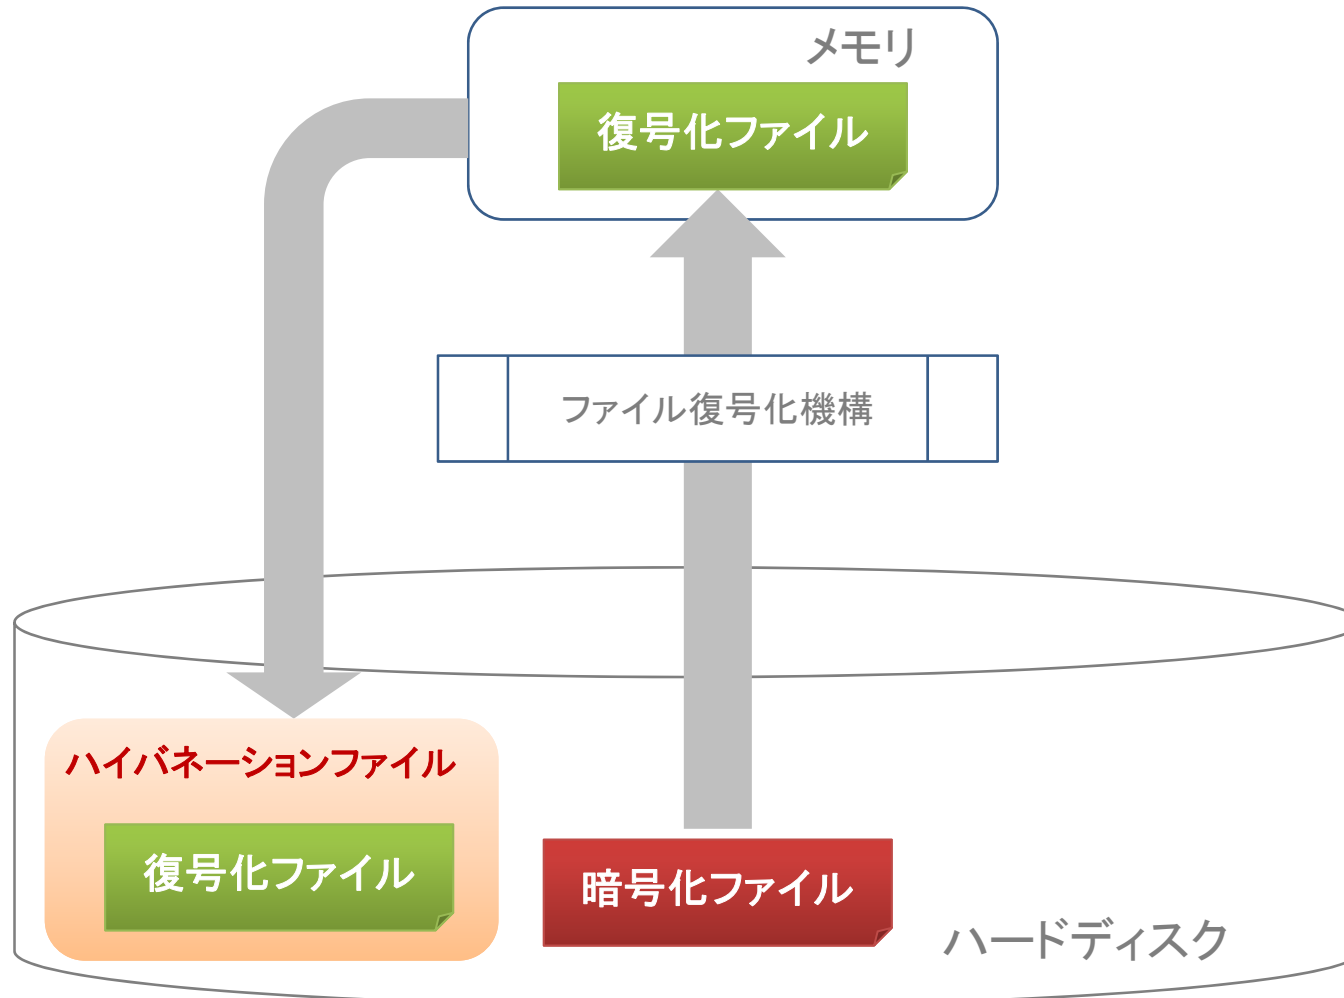 メモリ
復号化ファイル
ファイル復号化機構
ハイバネーションファイル
復号化ファイル
暗号化ファイル
ハードディスク